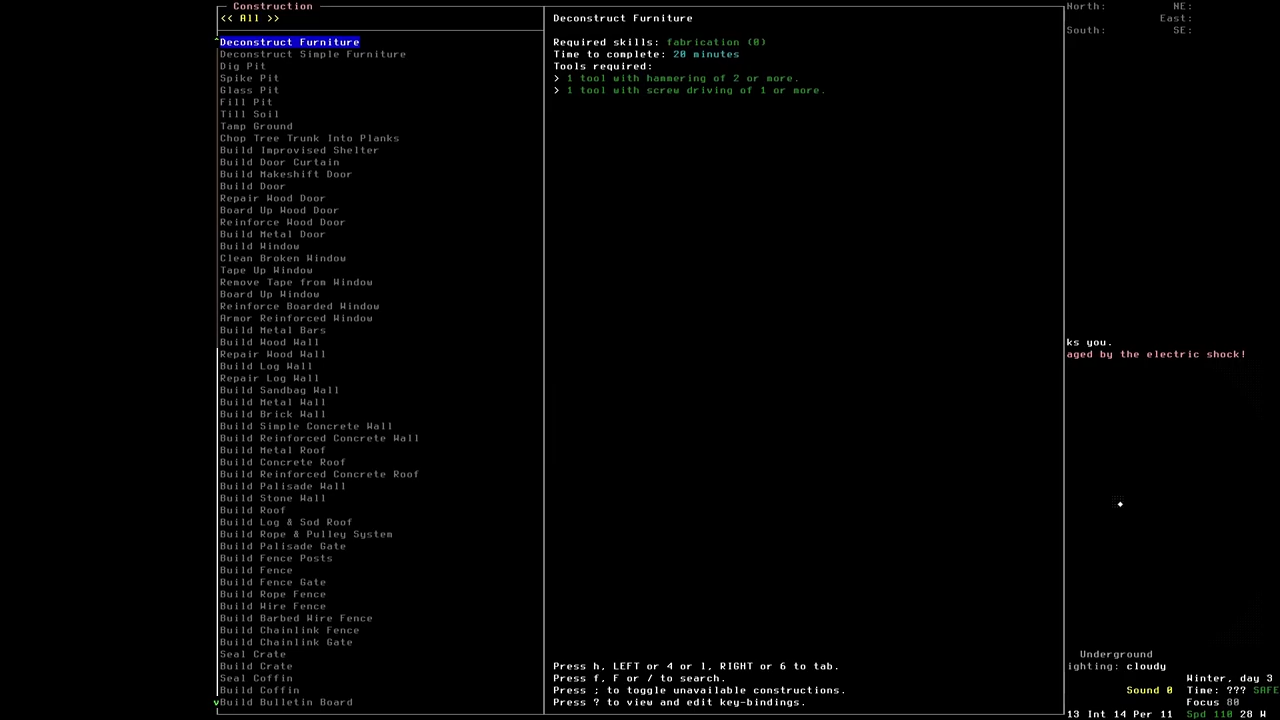 Construction
<< All >>
Deconstruct Furniture
Deconstruct Simple Furniture
Dig Pit
Spike Pit
Glass Pit
Fill Pit
Till Soil
Tamp Ground
Chop Tree Trunk Into Planks
Build Improvised Shelter
Build Door Curtain
Build Makeshift Door
Build Door
Repair Wood Door
Board Up Wood Door
Reinforce Wood Door
Build Metal Door
Build Window
Clean Broken Window
Tape Up Window
Remove Tape from Window
Board Up Window
Reinforce Boarded Window
Armor Reinforced Window
Build Metal Bars
Build Wood Wall
Repair Wood Wall
Build Log Wall
Repair Log Wall
Build Sandbag Wall
Build Metal Wall
Build Brick Wall
Build Simple Concrete Wall
Build Reinforced Concrete Wall
Build Metal Roof
Build Concrete Roof
Build Reinforced Concrete Roof
Build Palisade Wall
Build Stone Wall
Build Roof
Build Log & Sod Roof
Build Rope & Pulley System
Build Palisade Gate
Build Fence Posts
Build Fence
Build Fence Gate
Build Rope Fence
Build Wire Fence
Build Barbed Wire Fence
Build Chainlink Fence
Build Chainlink Gate
Seal Crate
Build Crate
Seal Coffin
Build Coffin
Build Bulletin Board
Deconstruct Furniture
Required skills: fabrication (0)
Time to complete: 20 minutes
Tools required:
> 1 tool with hammering of 2 or more.
> 1 tool with screw driving of 1 or more.
Press h, LEFT or 4 or l, RIGHT or 6 to tab.
Press f, F or / to search.
Press ; to toggle unavailable constructions.
Press ? to view and edit key-bindings.
North: NE:
East:
South: SE:
ks you.
aged by the electric shock!
Underground
ighting: cloudy
Winter, day 3
Sound 0 Time: ??? SAFE
Focus 80
13 Int 14 Per 11 Spd 110 28 W